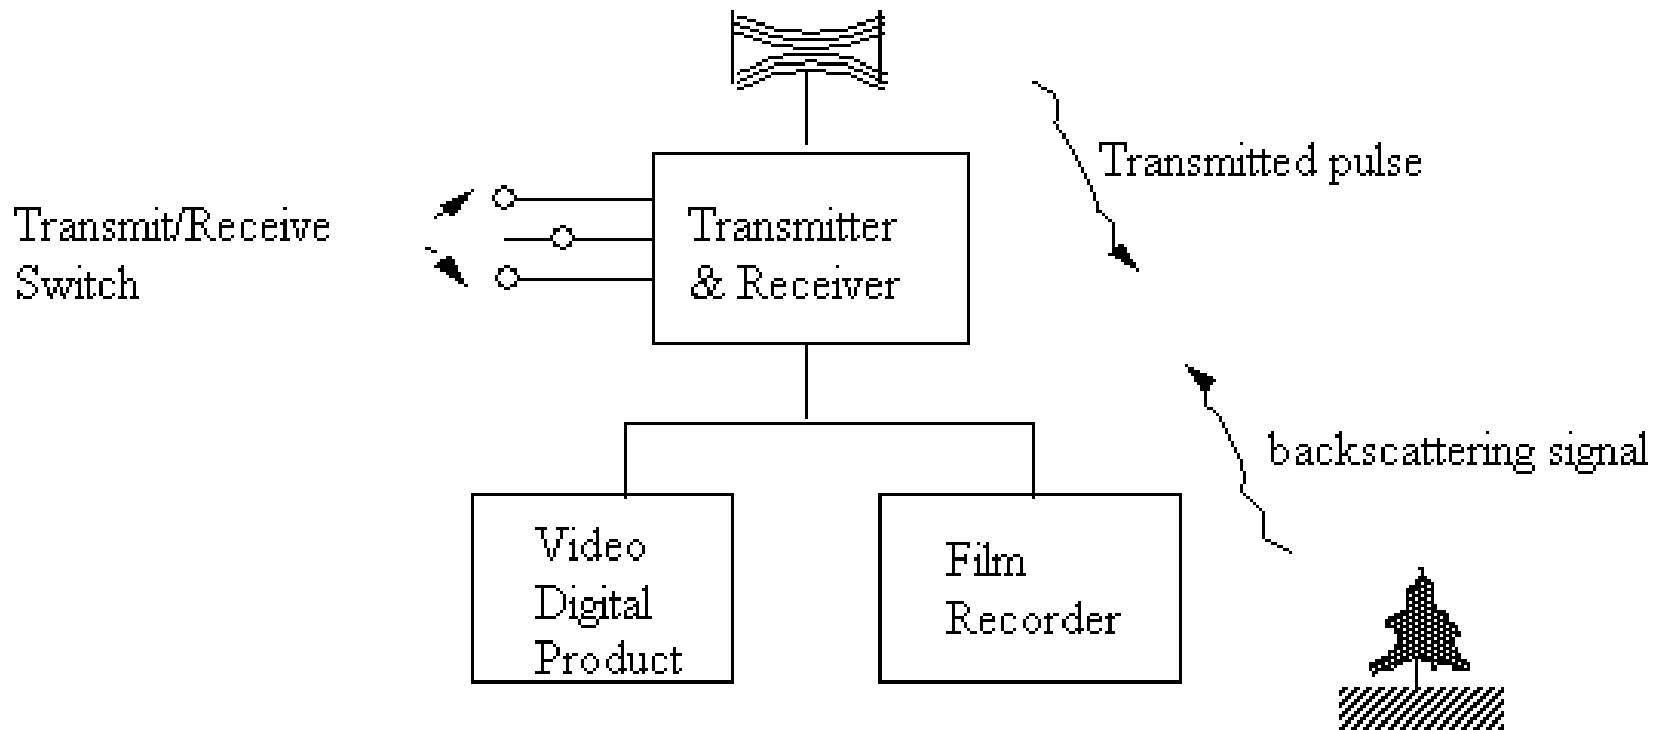 Transmitted pulse
Transmit/Receive
Switch
Transmitter
& Receiver
backscattering signal
Video
Digital
Product
Film
Recorder